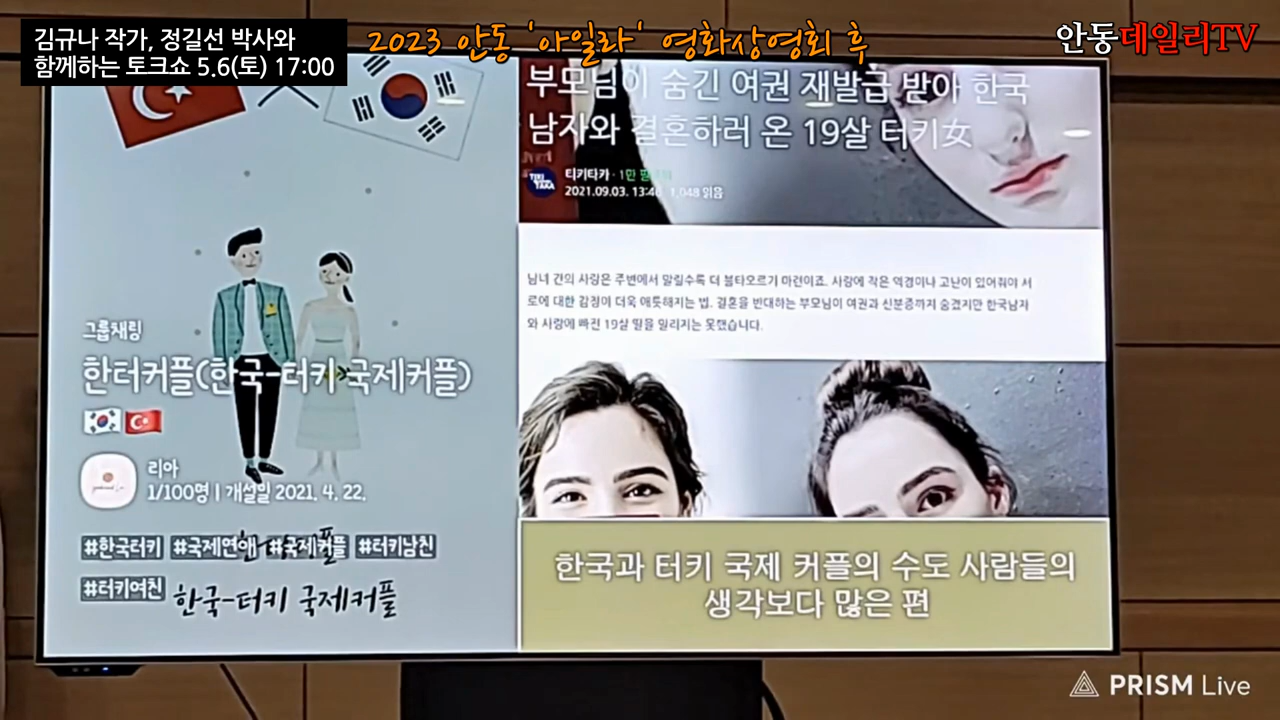 김규나 작가, 정길선 박사와
함께하는 토크쇼 5.6(토) 17:00
2023 안동 '아일라' 영화상영회 후
안동데일리TV
그룹채팅
한터커플(한국-터키 국제커플)
리아
1/100명 | 개설일 2021. 4. 22.
#한국터키 #국제연애 #국제커플 #터키남친
#터키여친
한국-터키 국제커플
부모님이 숨긴 여권 재발급 받아 한국
남자와 결혼하러 온 19살 터키女
TIKI
TAKA
티키타카 · 1만
2021.09.03. 13:46 1,048 읽음
남녀 간의 사랑은 주변에서 말릴수록 더 불타오르기 마련이죠. 사랑에 작은 역경이나 고난이 있어줘야 서
로에 대한 감정이 더욱 애틋해지는 법. 결혼을 반대하는 부모님이 여권과 신분증까지 숨겼지만 한국남자
와 사랑에 빠진 19살 딸을 말리지는 못했습니다.
한국과 터키 국제 커플의 수도 사람들의
생각보다 많은 편
PRISM Live